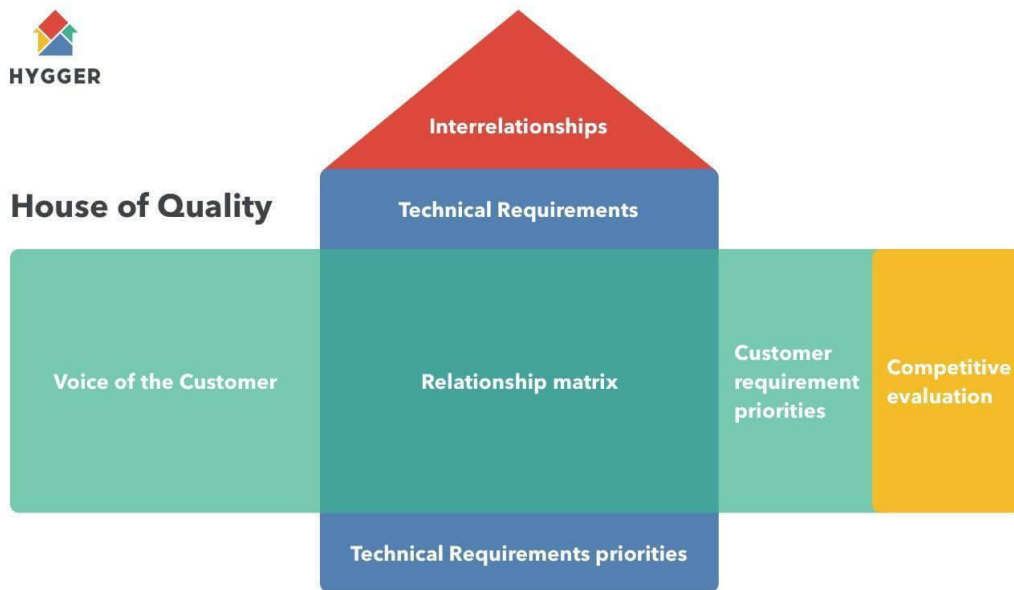 HYGGER
Interrelationships
House of Quality
Technical Requirements
Voice of the Customer
Relationship matrix
Customer
requirement
priorities
Competitive
evaluation
Technical Requirements priorities